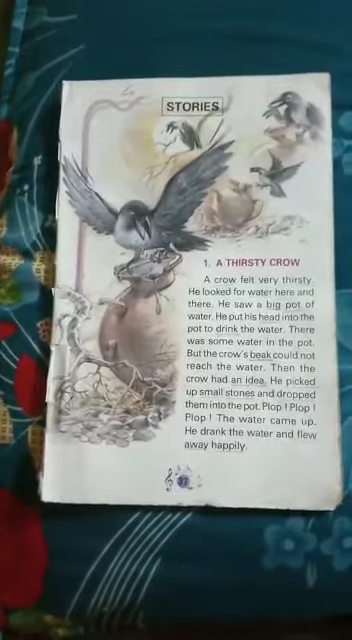 STORIES
1. A THIRSTY CROW
A crow felt very thirsty.
He looked for water here and
there. He saw a big pot of
water. He put his head into the
pot to drink the water. There
was some water in the pot.
But the crow's beak could not
reach the water. Then the
crow had an idea. He picked
up small stones and dropped
them into the pot. Plop ! Plop !
Plop ! The water came up.
He drank the water and flew
away happily.
37